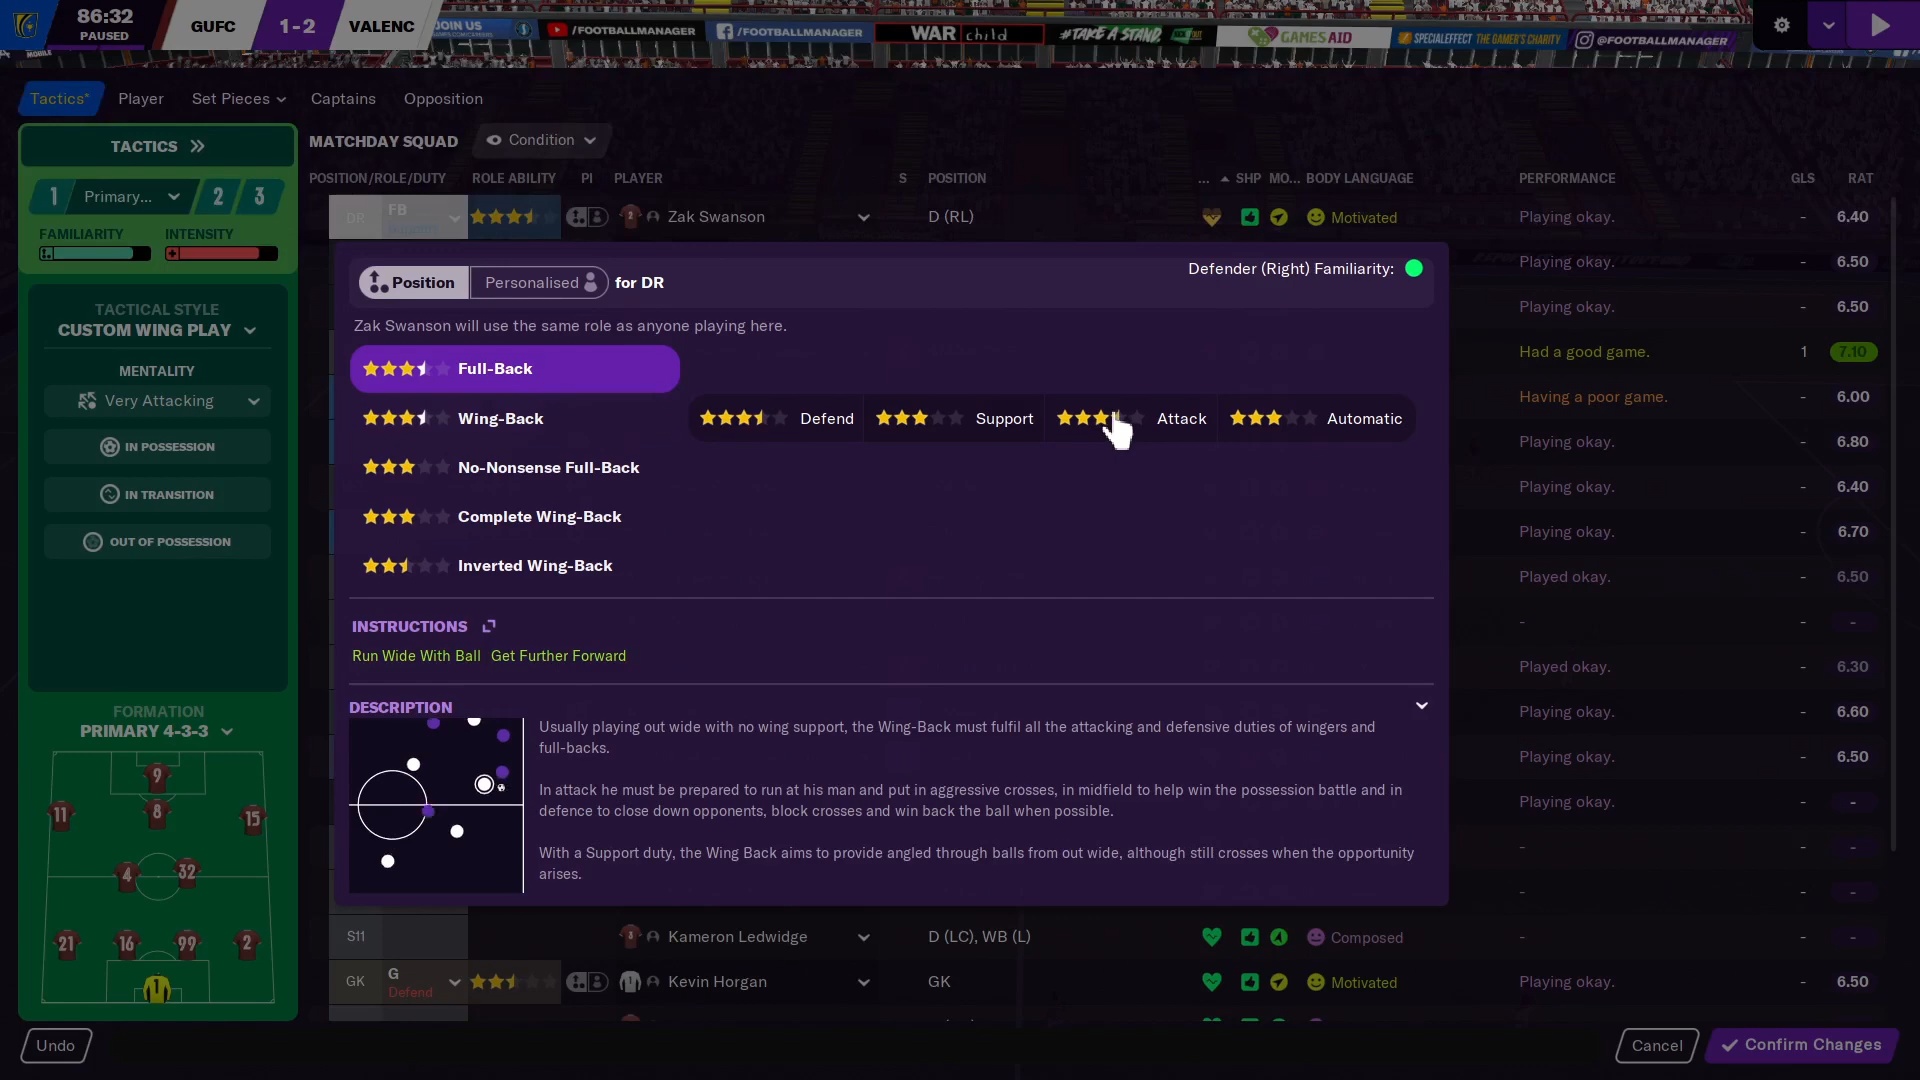 86:32
PAUSED
GUFC
1-2
VALENC
JOIN US
/FOOTBALLMANAGER
/FOOTBALLMANAGER
WAR child
#TAKE A STAND.
GAMES AID
SPECIALEFFECT THE GAMER'S CHARITY
@FOOTBALLMANAGER
Tactics*
Player
Set Pieces
Captains
Opposition
TACTICS
MATCHDAY SQUAD
Condition
POSITION/ROLE/DUTY ROLE ABILITY PI PLAYER S POSITION ... SHP MO... BODY LANGUAGE PERFORMANCE GLS RAT
1 Primary... 2 3
DR FB Zak Swanson D (RL) Motivated Playing okay. - 6.40
FAMILIARITY INTENSITY
Playing okay. - 6.50
Position Personalised for DR
Defender (Right) Familiarity:
Playing okay. - 6.50
Zak Swanson will use the same role as anyone playing here.
TACTICAL STYLE
CUSTOM WING PLAY
Had a good game. 1 7.10
Full-Back
MENTALITY
Very Attacking
Having a poor game. - 6.00
Wing-Back Defend Support Attack Automatic
IN POSSESSION
Playing okay. - 6.80
No-Nonsense Full-Back
IN TRANSITION
Playing okay. - 6.40
Complete Wing-Back
OUT OF POSSESSION
Playing okay. - 6.70
Inverted Wing-Back
Played okay. - 6.50
INSTRUCTIONS
- - -
Run Wide With Ball Get Further Forward
Played okay. - 6.30
DESCRIPTION
FORMATION
PRIMARY 4-3-3
Playing okay. - 6.60
Usually playing out wide with no wing support, the Wing-Back must fulfil all the attacking and defensive duties of wingers and
full-backs.
Playing okay. - 6.50
In attack he must be prepared to run at his man and put in aggressive crosses, in midfield to help win the possession battle and in
defence to close down opponents, block crosses and win back the ball when possible.
Playing okay. - -
With a Support duty, the Wing Back aims to provide angled through balls from out wide, although still crosses when the opportunity
arises.
- - -
- - -
9
11 8 15
4 32
21 16 99 2
1
S11 Kameron Ledwidge D (LC), WB (L) Composed - - -
GK G Kevin Horgan GK Motivated Playing okay. - 6.50
Defend
Undo
Cancel
Confirm Changes